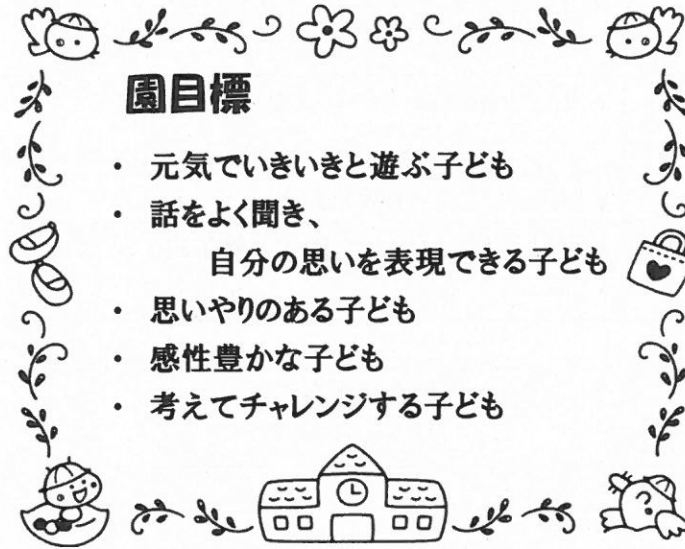 園目標
・ 元気でいきいきと遊ぶ子ども
・ 話をよく聞き、
自分の思いを表現できる子ども
・ 思いやりのある子ども
・ 感性豊かな子ども
・ 考えてチャレンジする子ども